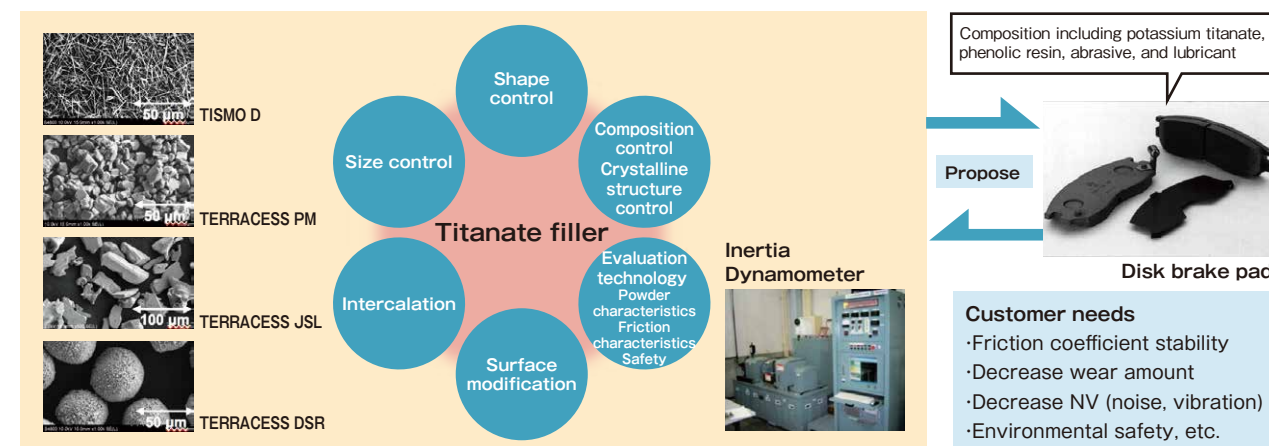 50 µm
TISMO D
50 µm
TERRACESS PM
100 µm
TERRACESS JSL
50 µm
TERRACESS DSR
Shape
control
Size control
Composition
control
Crystalline
structure
control
Titanate filler
Intercalation
Evaluation
technology
Powder
characteristics
Friction
characteristics
Safety
Surface
modification
Inertia
Dynamometer
Composition including potassium titanate,
phenolic resin, abrasive, and lubricant
Propose
Disk brake pad
Customer needs
·Friction coefficient stability
·Decrease wear amount
·Decrease NV (noise, vibration)
·Environmental safety, etc.